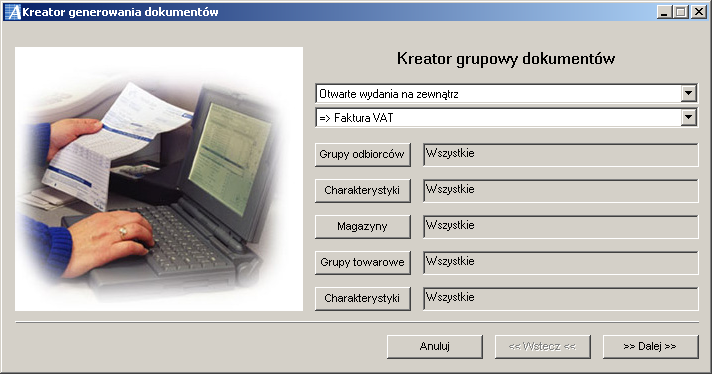 Kreator generowania dokumentów
Kreator grupowy dokumentów
Otwarte wydania na zewnątrz
=> Faktura VAT
Grupy odbiorców Wszystkie
Charakterystyki Wszystkie
Magazyny Wszystkie
Grupy towarowe Wszystkie
Charakterystyki Wszystkie
Anuluj << Wstecz << >> Dalej >>